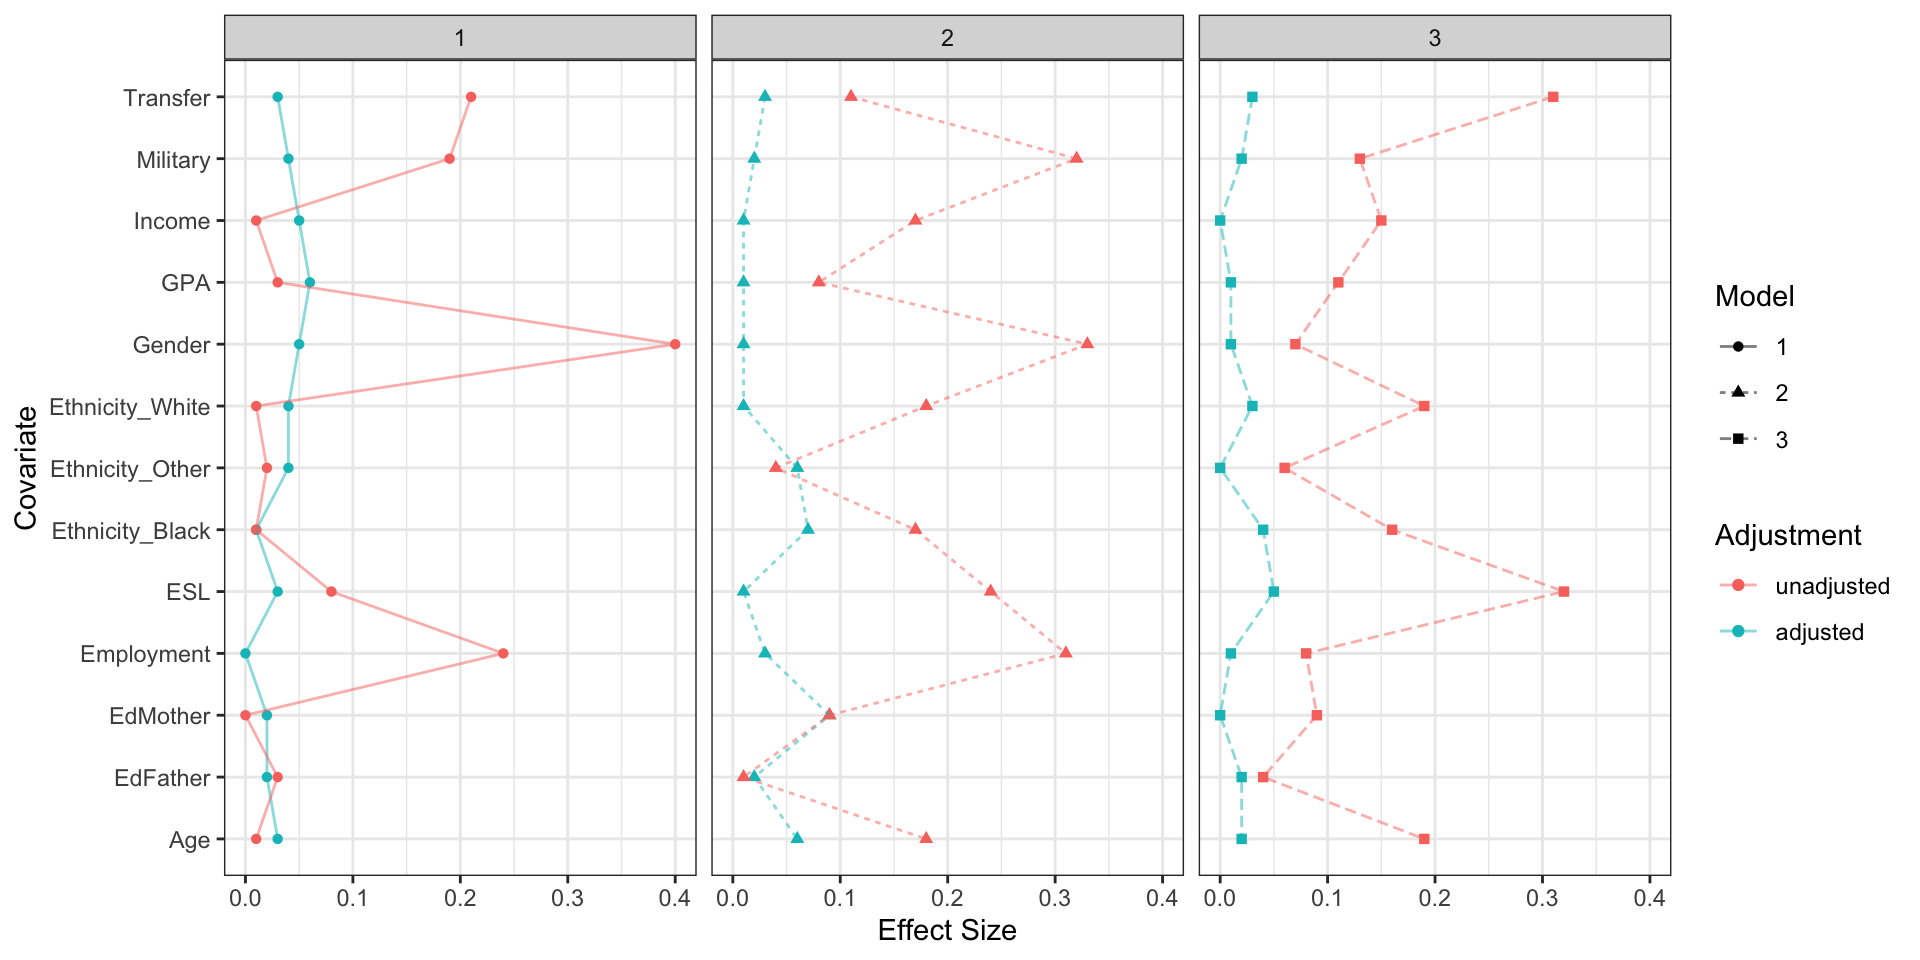 1
2
3
Covariate
Transfer
Military
Income
GPA
Gender
Ethnicity_White
Ethnicity_Other
Ethnicity_Black
ESL
Employment
EdMother
EdFather
Age
0.0 0.1 0.2 0.3 0.4
0.0 0.1 0.2 0.3 0.4
0.0 0.1 0.2 0.3 0.4
Effect Size
Model
1
2
3
Adjustment
unadjusted
adjusted